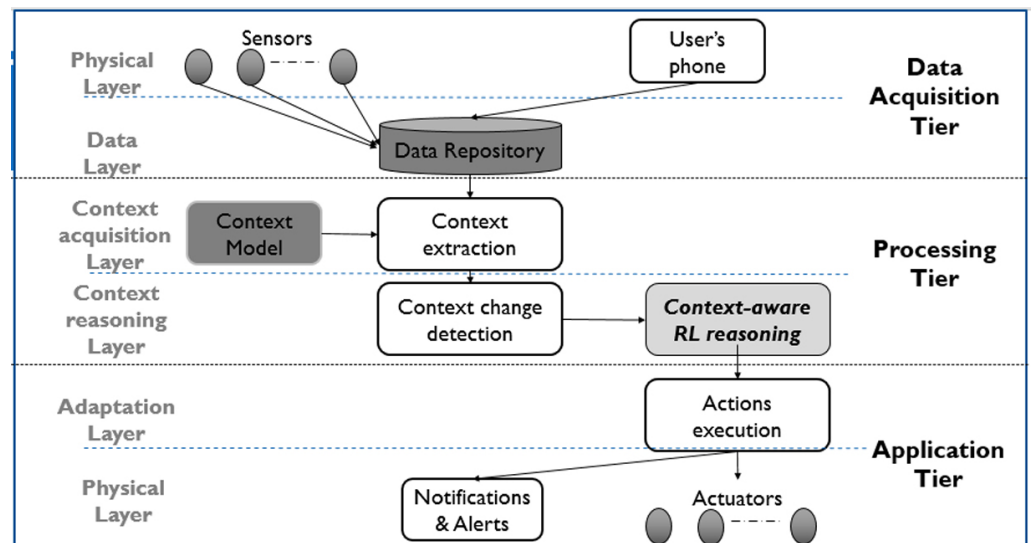 Sensors
User's
phone
Physical
Layer
Data
Acquisition
Tier
Data
Layer
Data Repository
Context
acquisition
Layer
Context
Model
Context
extraction
Processing
Tier
Context
reasoning
Layer
Context change
detection
Context-aware
RL reasoning
Adaptation
Layer
Actions
execution
Application
Tier
Physical
Layer
Notifications
& Alerts
Actuators